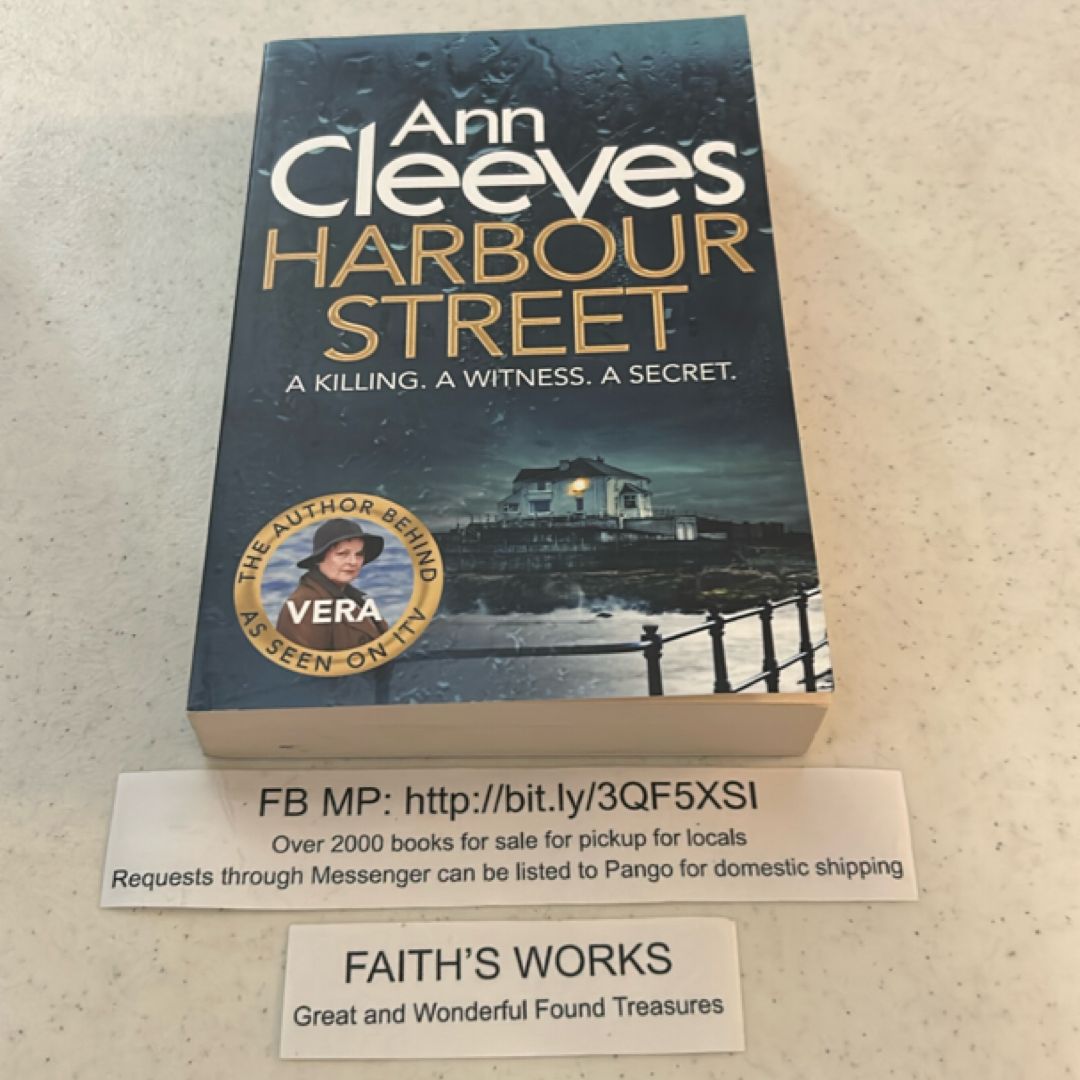 Ann
Cleeves
HARBOUR
STREET
A KILLING. A WITNESS. A SECRET.
THE AUTHOR BEHIND
VERA
AS SEEN ON ITV
FB MP: http://bit.ly/3QF5XSI
Over 2000 books for sale for pickup for locals
Requests through Messenger can be listed to Pango for domestic shipping
FAITH'S WORKS
Great and Wonderful Found Treasures